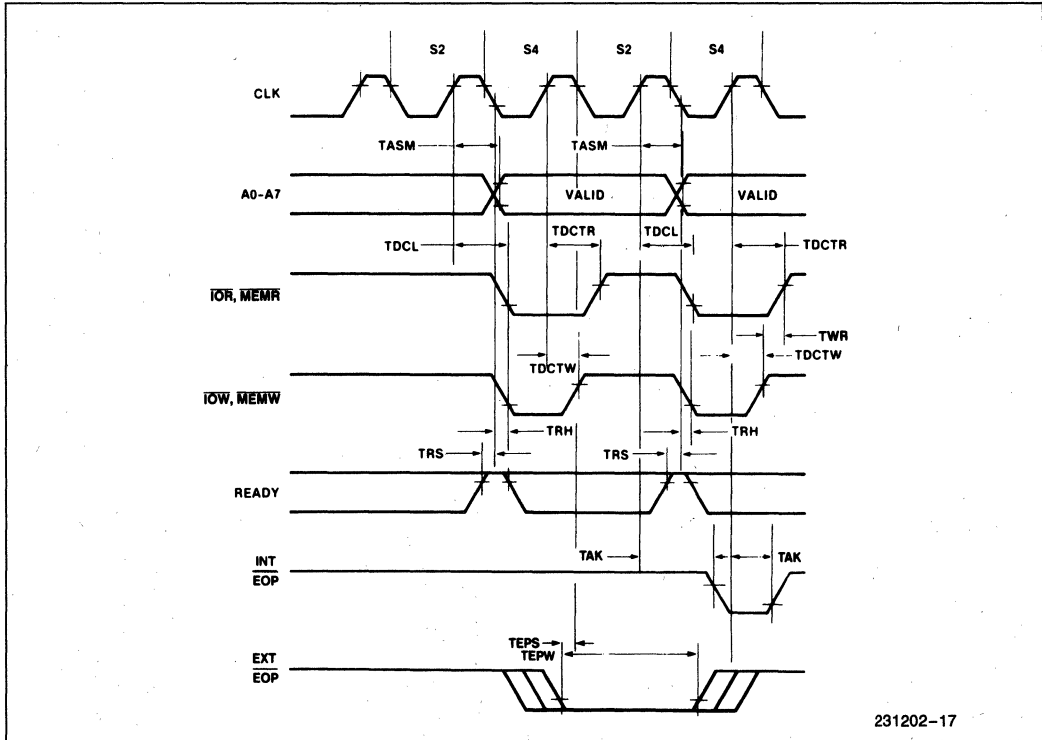 S2 S4 S2 S4
CLK
TASM TASM
A0-A7 VALID VALID
TDCL TDCTR TDCL TDCTR
IOR, MEMR
TWR
TDCTW TDCTW
IOW, MEMW
TRH TRH
TRS TRS
READY
TAK TAK
INT
EOP
TEPS
TEPW
EXT
EOP
231202-17